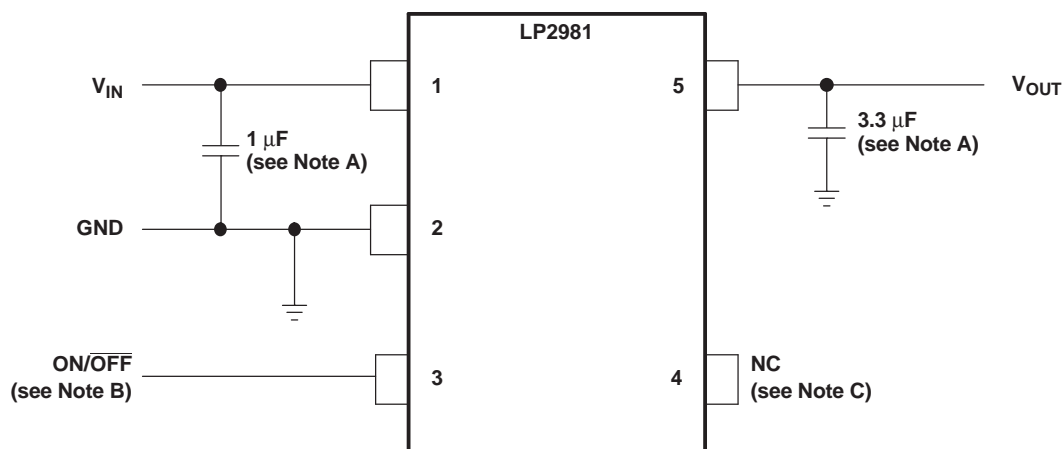 LP2981
V_IN
1
5
V_OUT
1 μF
(see Note A)
3.3 μF
(see Note A)
GND
2
ON/O̅F̅F̅
(see Note B)
3
4
NC
(see Note C)